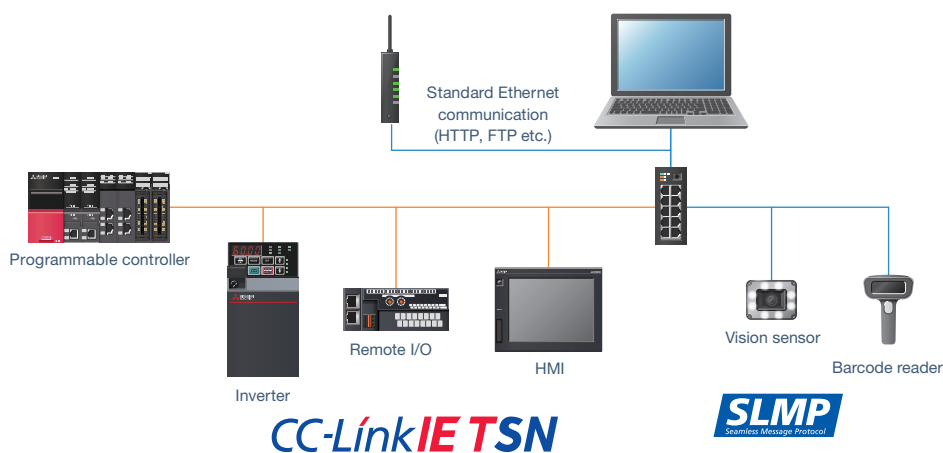 Standard Ethernet
communication
(HTTP, FTP etc.)
Programmable controller
6000
Inverter
Remote I/O
HMI
Vision sensor
Barcode reader
CC-Link IE TSN
SLMP
Seamless Message Protocol